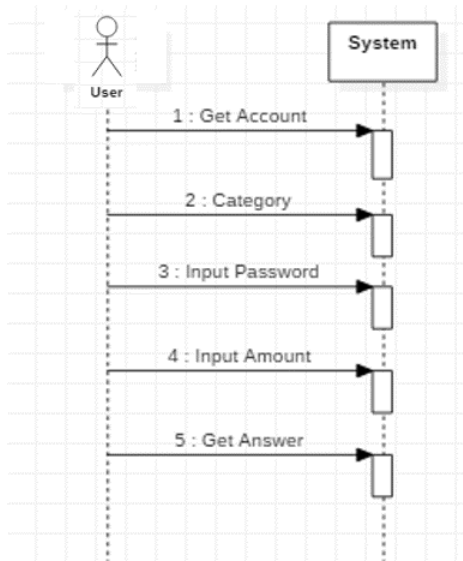 System
User
1 : Get Account
2 : Category
3 : Input Password
4 : Input Amount
5 : Get Answer